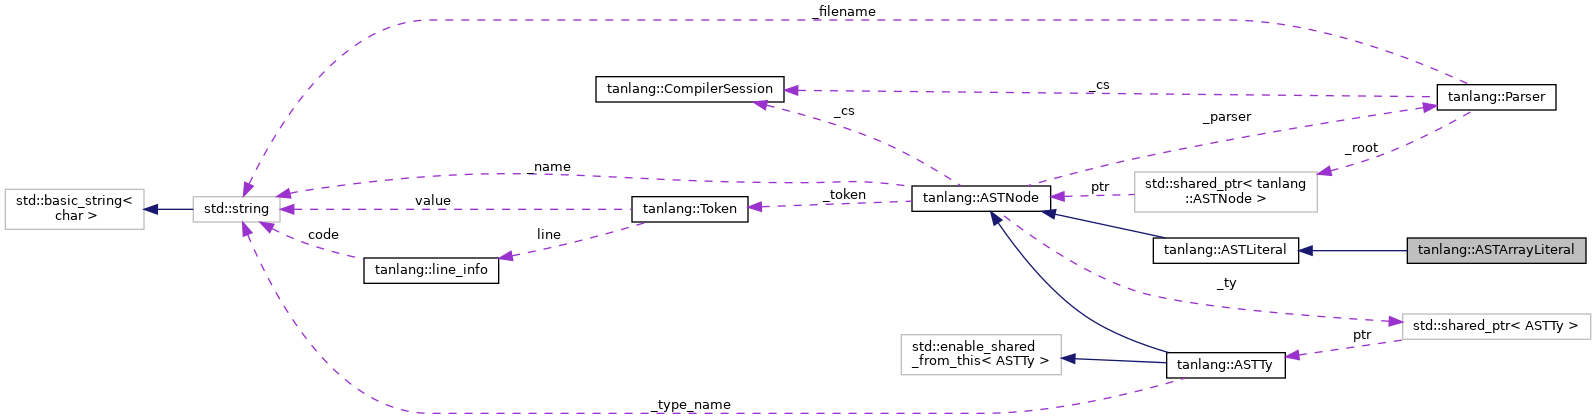 _filename
tanlang::CompilerSession
_cs
tanlang::Parser
_cs
_parser
_root
_name
ptr
std::shared_ptr< tanlang
::ASTNode >
std::basic_string<
char >
std::string
value
tanlang::Token
_token
tanlang::ASTNode
code
line
tanlang::line_info
tanlang::ASTLiteral
tanlang::ASTArrayLiteral
_ty
std::shared_ptr< ASTTy >
ptr
std::enable_shared
_from_this< ASTTy >
tanlang::ASTTy
_type_name